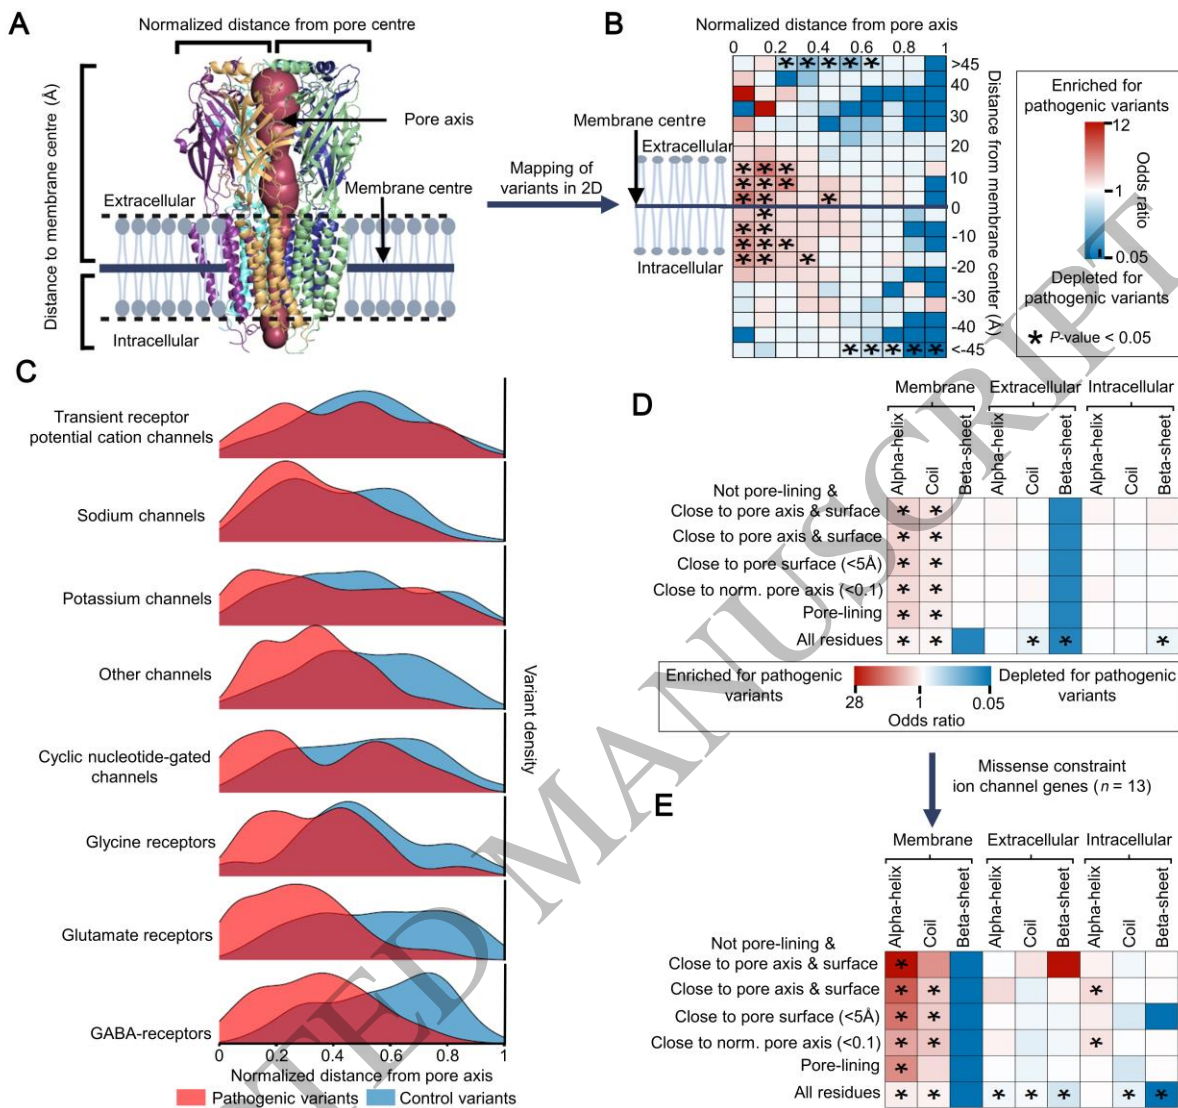 A
Normalized distance from pore centre
Distance to membrane centre (Å)
Pore axis
Membrane centre
Extracellular
Intracellular
Mapping of
variants in 2D
B
Normalized distance from pore axis
0 0.2 0.4 0.6 0.8 1
Membrane centre
Extracellular
Intracellular
>45
40
30
20
10
0
-10
-20
-30
-40
<-45
Distance from membrane center (Å)
Enriched for
pathogenic variants
12
1
0.05
Odds ratio
Depleted for
pathogenic variants
* P-value < 0.05
C
Transient receptor
potential cation channels
Sodium channels
Potassium channels
Other channels
Cyclic nucleotide-gated
channels
Glycine receptors
Glutamate receptors
GABA-receptors
Variant density
0 0.2 0.4 0.6 0.8 1
Normalized distance from pore axis
Pathogenic variants Control variants
D
Membrane Extracellular Intracellular
Alpha-helix Coil Beta-sheet Alpha-helix Coil Beta-sheet Alpha-helix Coil Beta-sheet
Not pore-lining &
Close to pore axis & surface
Close to pore axis & surface
Close to pore surface (<5Å)
Close to norm. pore axis (<0.1)
Pore-lining
All residues
Enriched for pathogenic
variants
28 1 0.05
Odds ratio
Depleted for pathogenic
variants
Missense constraint
ion channel genes (n = 13)
E
Membrane Extracellular Intracellular
Alpha-helix Coil Beta-sheet Alpha-helix Coil Beta-sheet Alpha-helix Coil Beta-sheet
Not pore-lining &
Close to pore axis & surface
Close to pore axis & surface
Close to pore surface (<5Å)
Close to norm. pore axis (<0.1)
Pore-lining
All residues
TED MANUSCRIPT